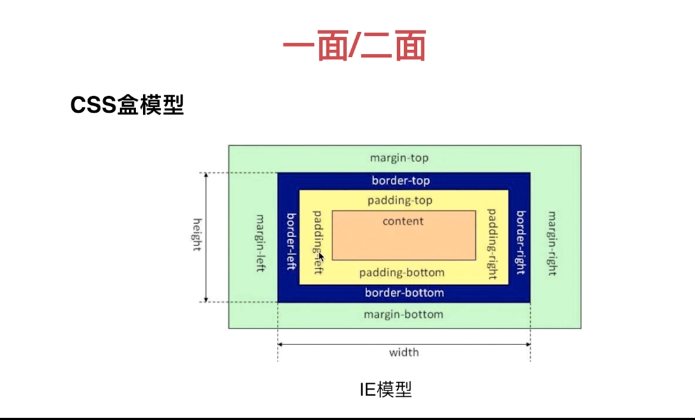 一面/二面
CSS盒模型
margin-top
border-top
padding-top
content
height
margin-left
border-left
padding-left
padding-right
border-right
margin-right
padding-bottom
border-bottom
margin-bottom
width
IE模型